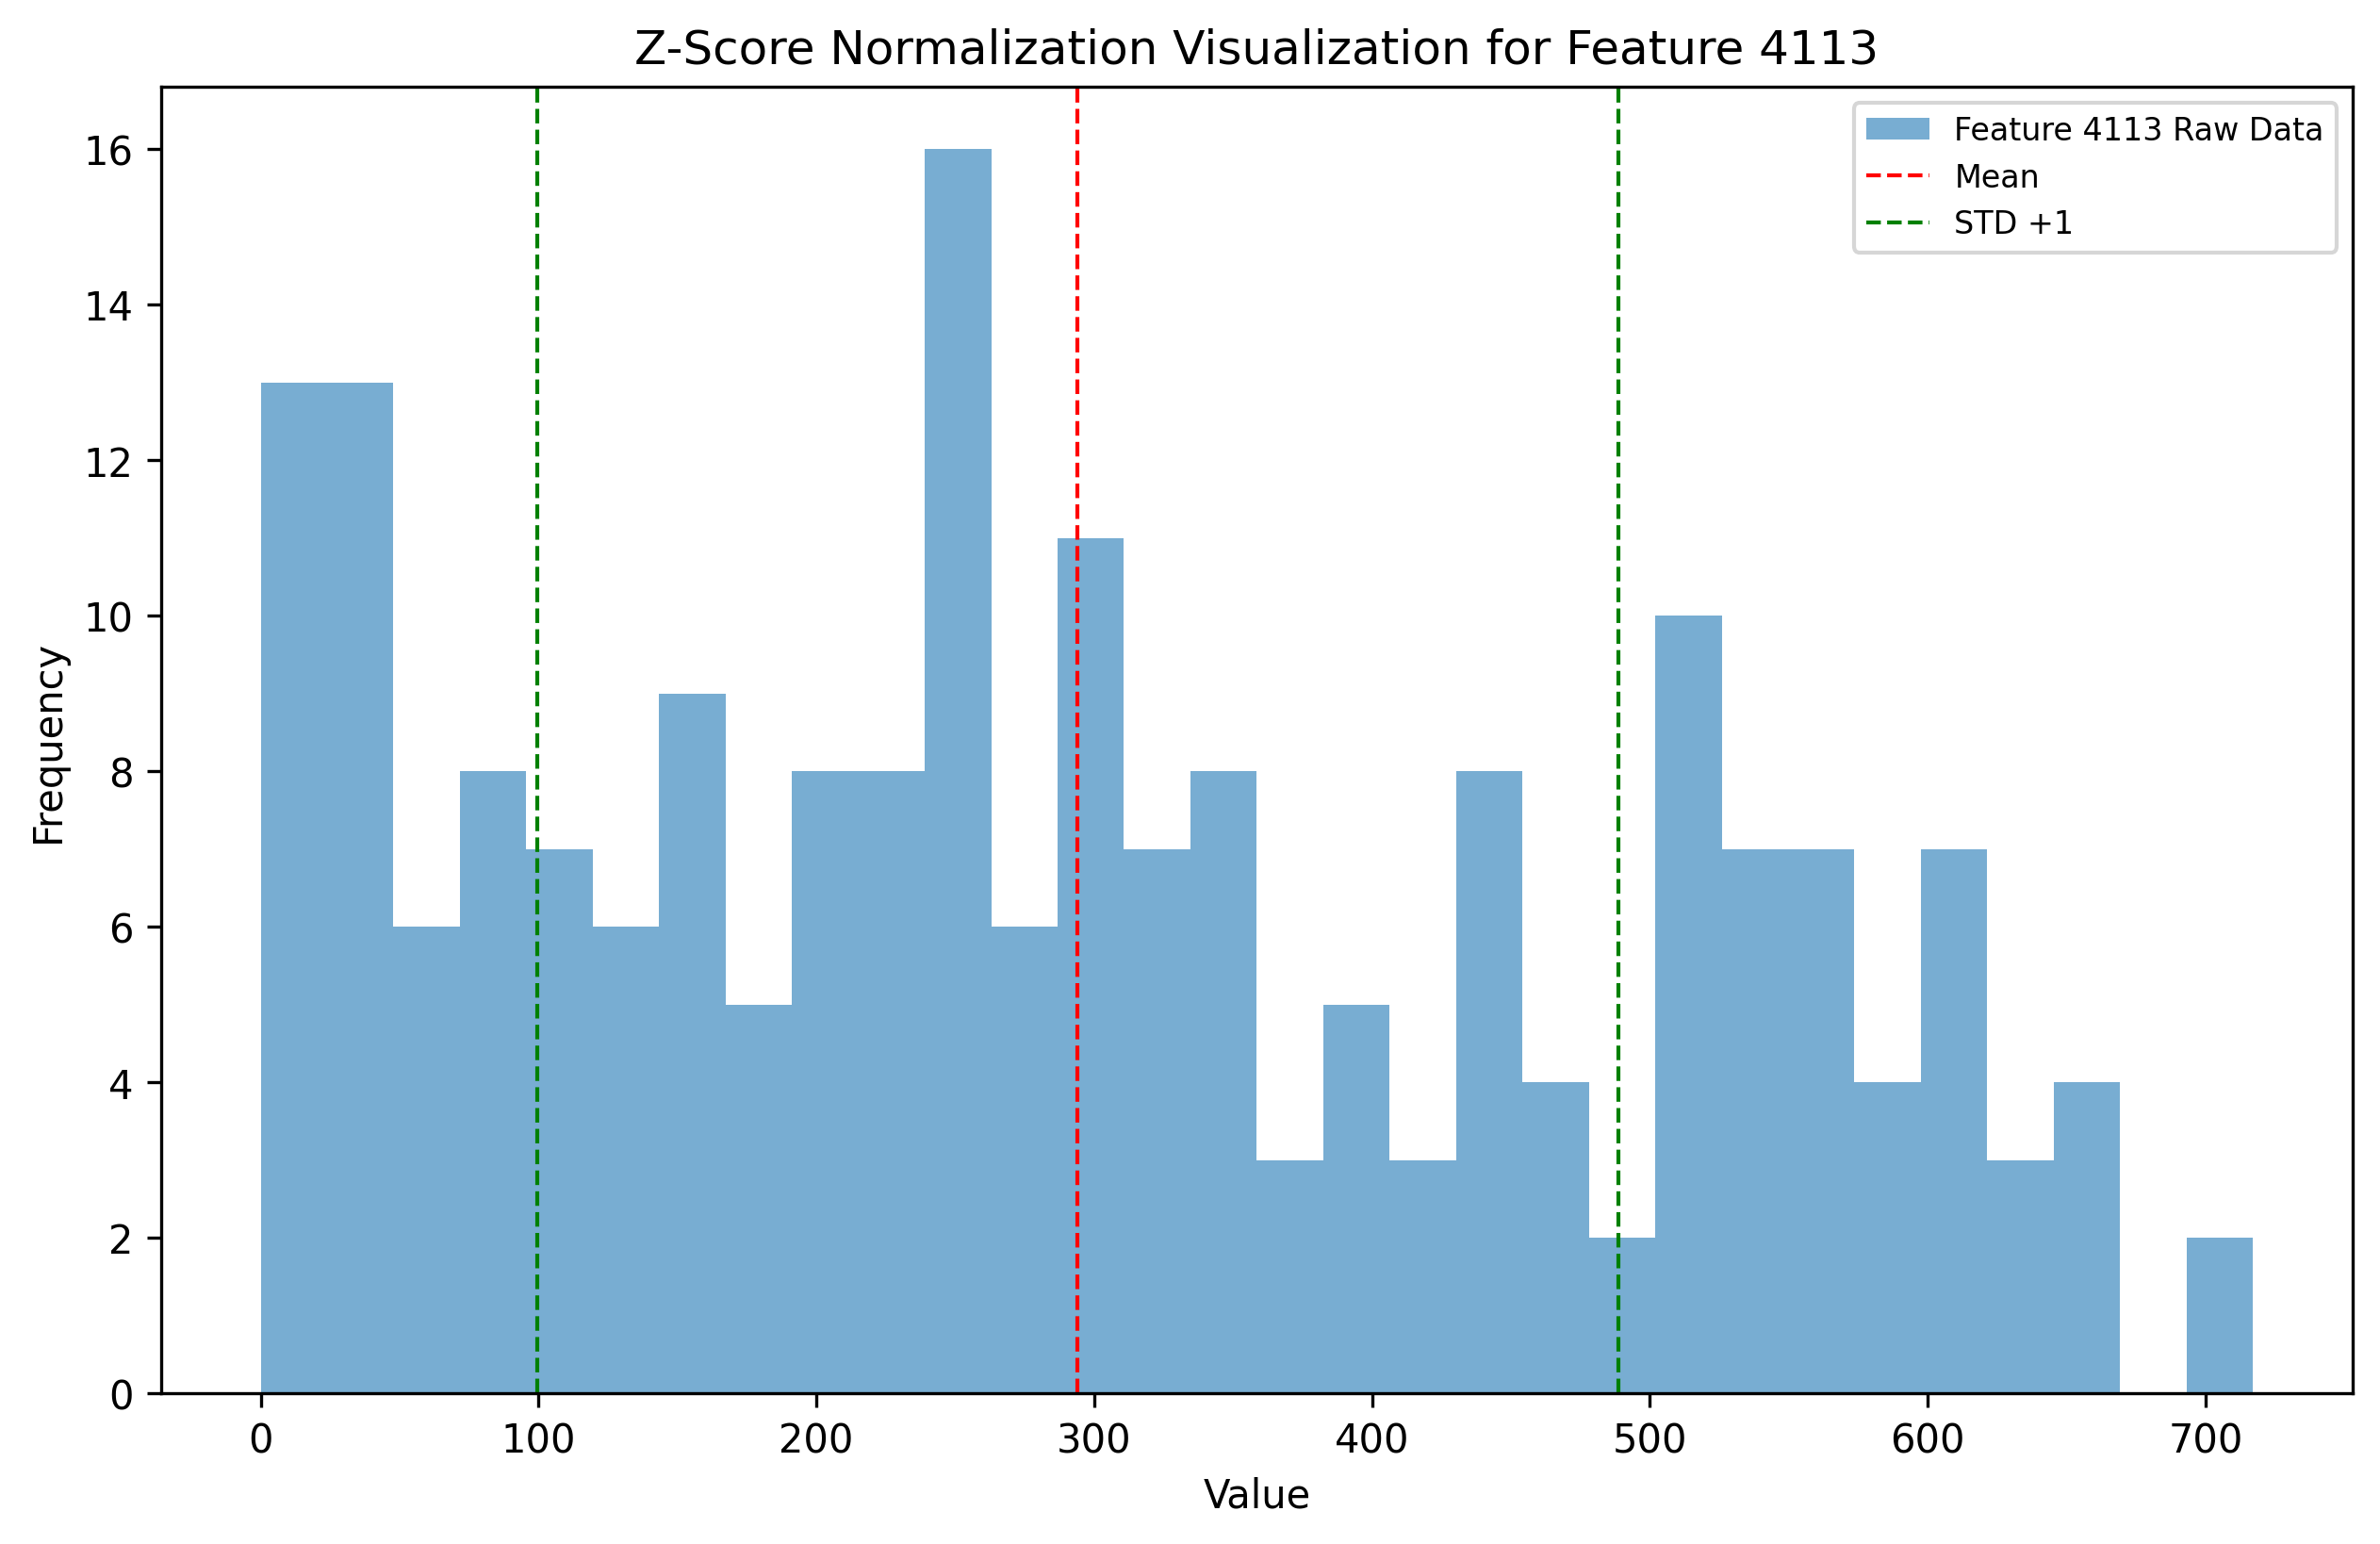 Z-Score Normalization Visualization for Feature 4113
Feature 4113 Raw Data
Mean
STD +1
16
14
12
10
8
6
4
2
0
Frequency
0 100 200 300 400 500 600 700
Value